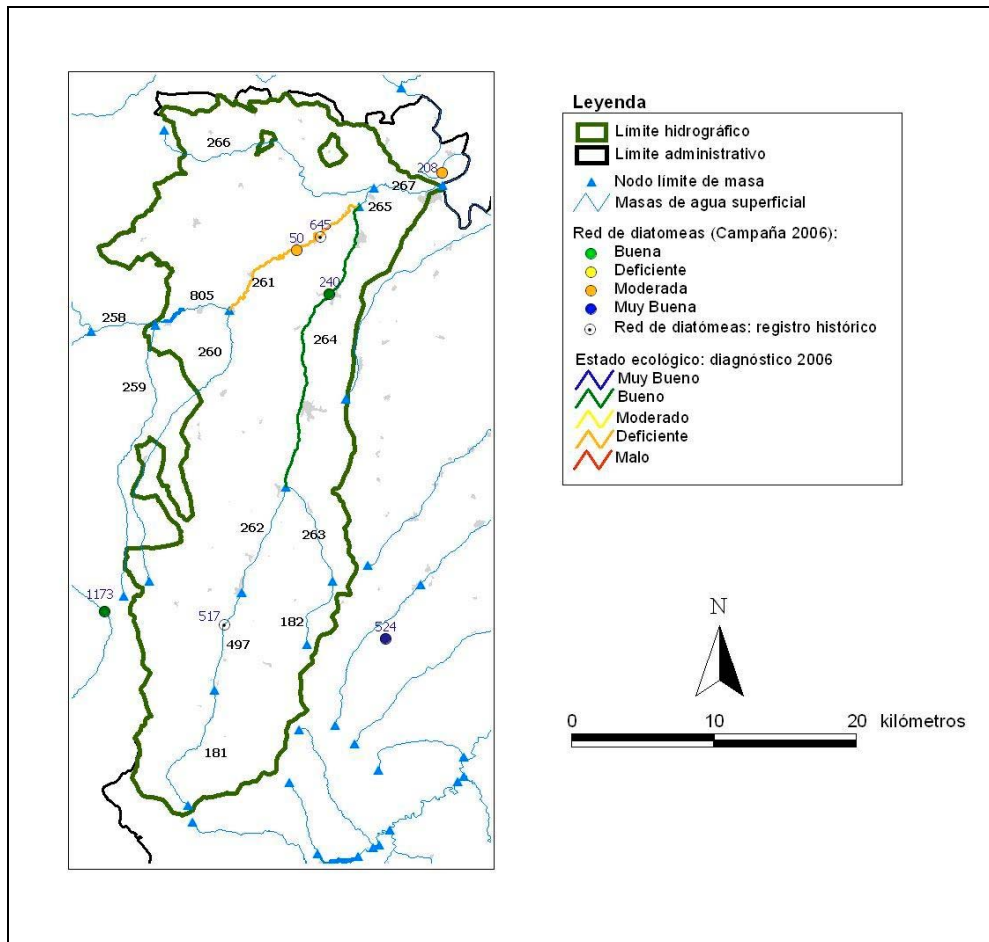 266
208
267
265
645
50
261
240
805
258
260
264
259
262
263
1173
517
182
524
497
181
Leyenda
Límite hidrográfico
Límite administrativo
Nodo límite de masa
Masas de agua superficial
Red de diatomeas (Campaña 2006):
Buena
Deficiente
Moderada
Muy Buena
Red de diatómeas: registro histórico
Estado ecológico: diagnóstico 2006
Muy Bueno
Bueno
Moderado
Deficiente
Malo
N
0 10 20 kilómetros